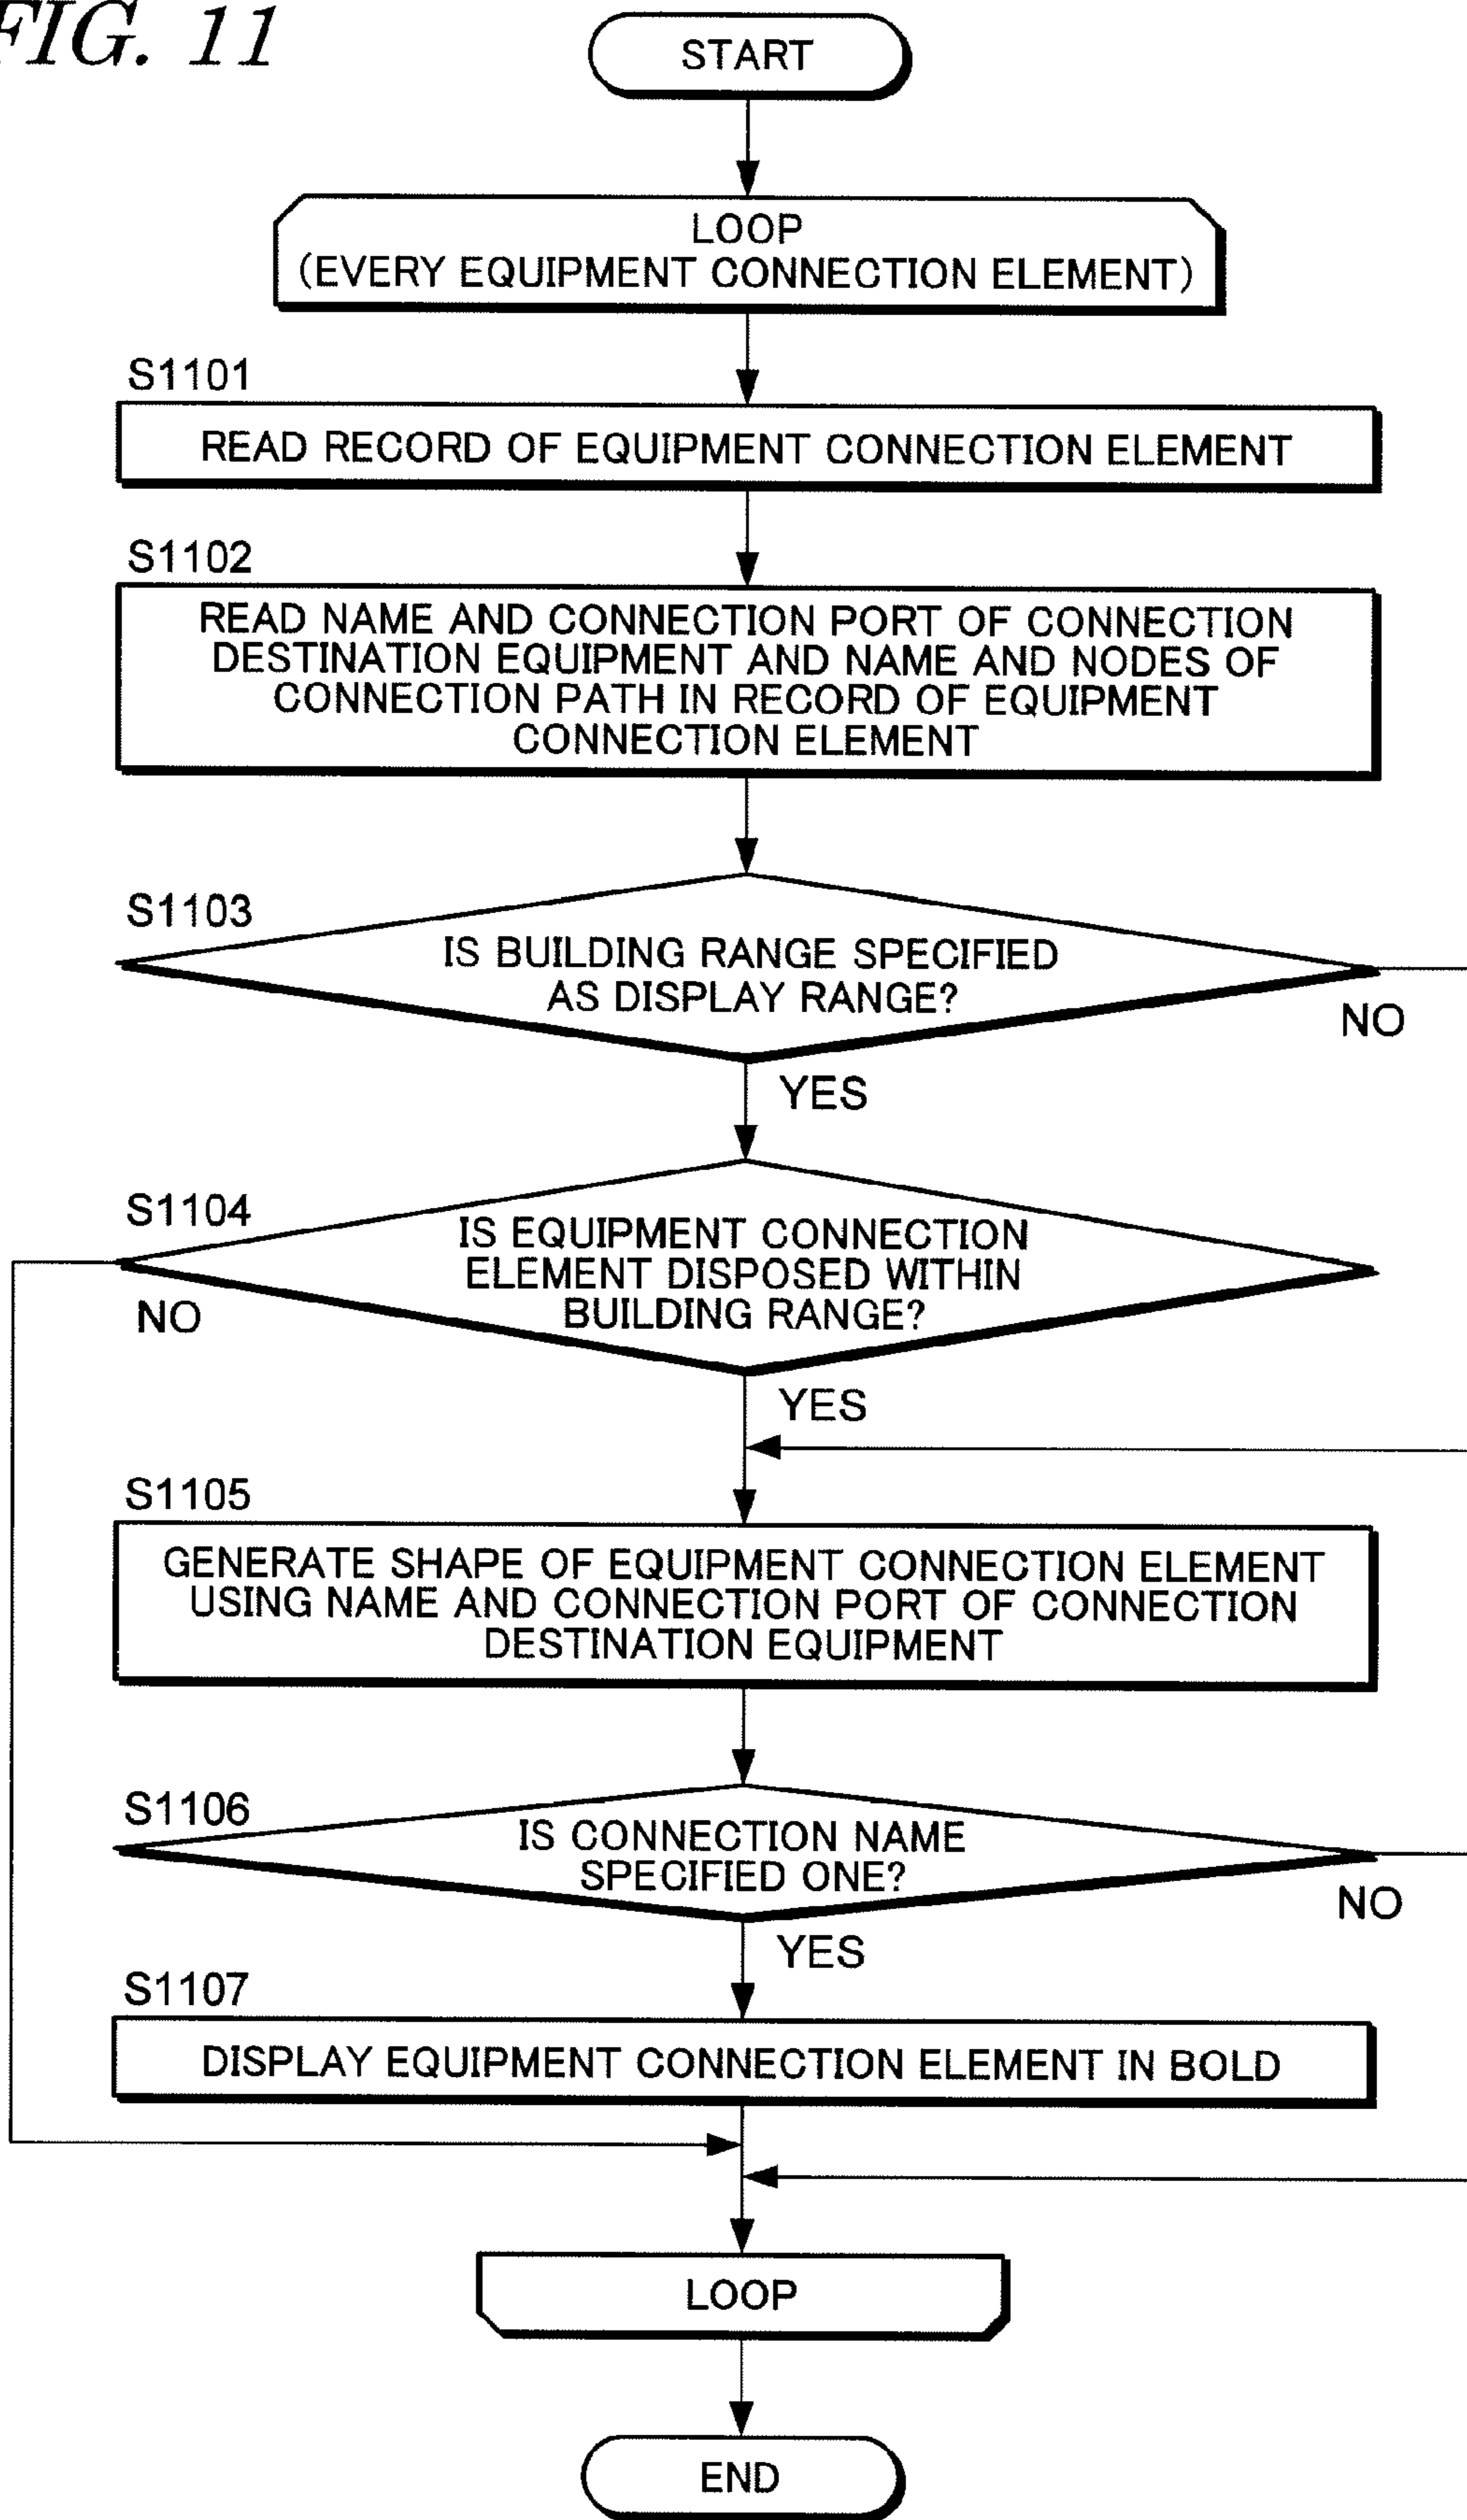 FIG. 11
START
LOOP
(EVERY EQUIPMENT CONNECTION ELEMENT)
S1101
READ RECORD OF EQUIPMENT CONNECTION ELEMENT
S1102
READ NAME AND CONNECTION PORT OF CONNECTION
DESTINATION EQUIPMENT AND NAME AND NODES OF
CONNECTION PATH IN RECORD OF EQUIPMENT
CONNECTION ELEMENT
S1103
IS BUILDING RANGE SPECIFIED
AS DISPLAY RANGE?
NO
YES
S1104
IS EQUIPMENT CONNECTION
ELEMENT DISPOSED WITHIN
BUILDING RANGE?
NO
YES
S1105
GENERATE SHAPE OF EQUIPMENT CONNECTION ELEMENT
USING NAME AND CONNECTION PORT OF CONNECTION
DESTINATION EQUIPMENT
S1106
IS CONNECTION NAME
SPECIFIED ONE?
NO
YES
S1107
DISPLAY EQUIPMENT CONNECTION ELEMENT IN BOLD
LOOP
END